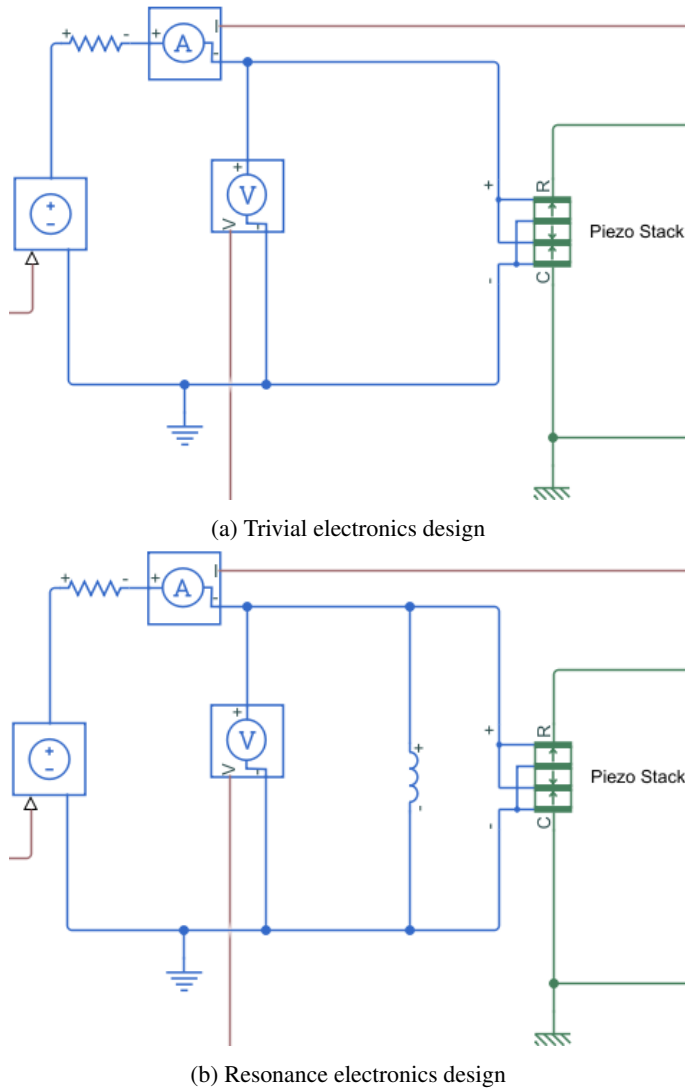 + - + A I -
+ V V -
+ -
+ - R C Piezo Stack
(a) Trivial electronics design
+ - + A I -
+ V V -
+ -
+ -
+ - R C Piezo Stack
(b) Resonance electronics design